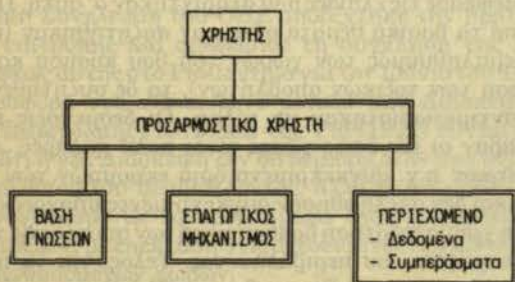 ΧΡΗΣΤΗΣ
ΠΡΟΣΑΡΜΟΣΤΙΚΟ ΧΡΗΣΤΗ
ΒΑΣΗ
ΓΝΩΣΕΩΝ
ΕΠΑΓΩΓΙΚΟΣ
ΜΗΧΑΝΙΣΜΟΣ
ΠΕΡΙΕΧΟΜΕΝΟ
- Δεδομένα
- Συμπεράσματα